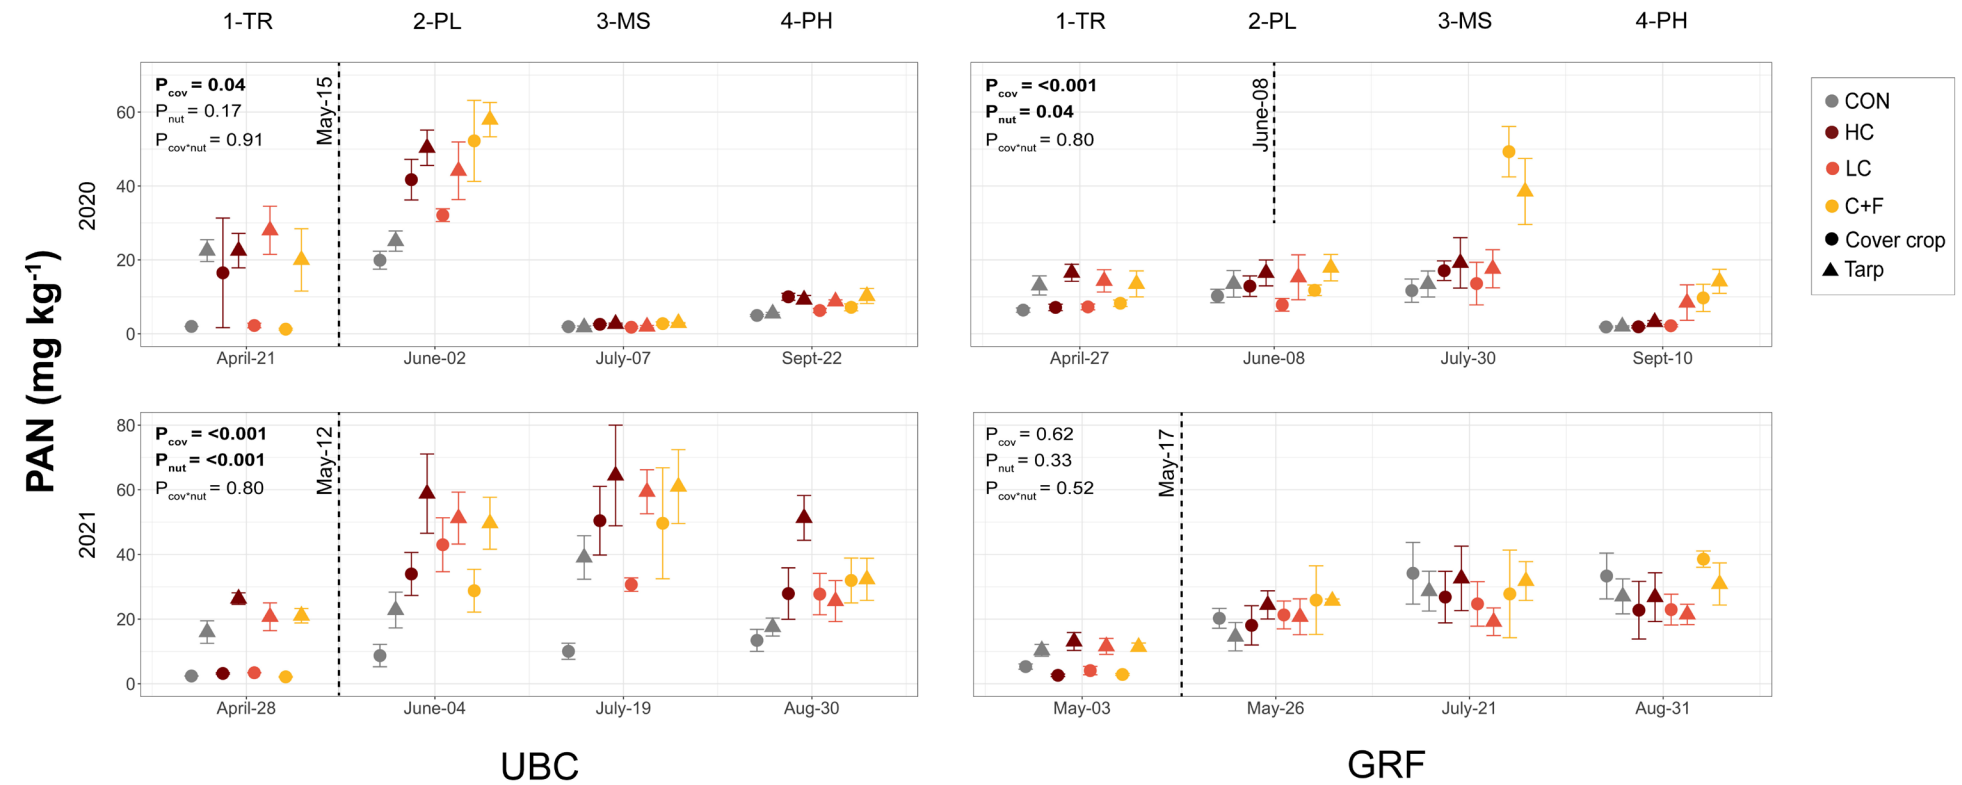 1-TR 2-PL 3-MS 4-PH 1-TR 2-PL 3-MS 4-PH
PAN (mg kg-1)
2020
60
40
20
0
Pcov = 0.04
Pnut = 0.17
Pcov*nut = 0.91
May-15
April-21 June-02 July-07 Sept-22
Pcov = <0.001
Pnut = 0.04
Pcov*nut = 0.80
June-08
April-27 June-08 July-30 Sept-10
CON
HC
LC
C+F
Cover crop
Tarp
2021
80
60
40
20
0
Pcov = <0.001
Pnut = <0.001
Pcov*nut = 0.80
May-12
April-28 June-04 July-19 Aug-30
Pcov = 0.62
Pnut = 0.33
Pcov*nut = 0.52
May-17
May-03 May-26 July-21 Aug-31
UBC GRF